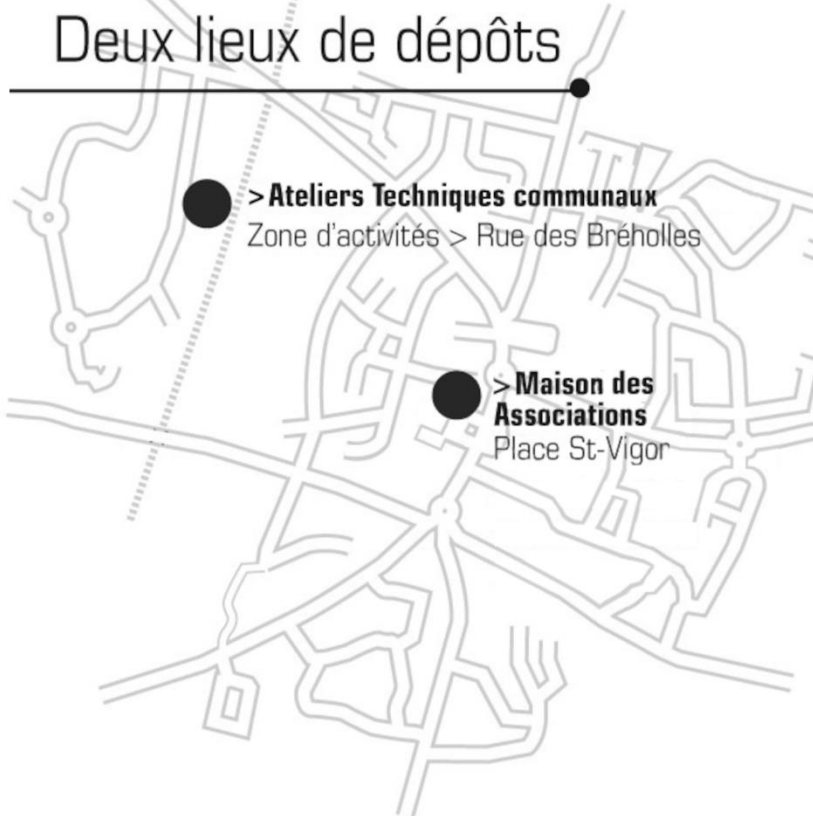 Deux lieux de dépôts
> Ateliers Techniques communaux
Zone d'activités > Rue des Bréholles
> Maison des
Associations
Place St-Vigor